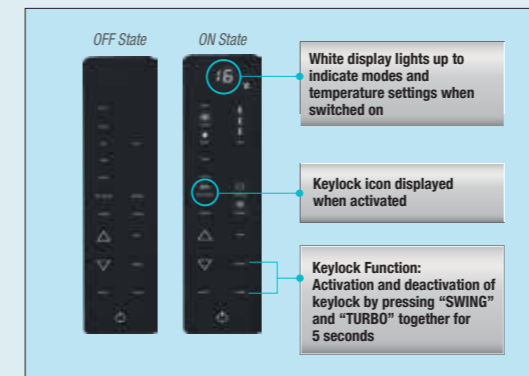 OFF State
ON State
16
White display lights up to
indicate modes and
temperature settings when
switched on
Keylock icon displayed
when activated
Keylock Function:
Activation and deactivation of
keylock by pressing “SWING”
and “TURBO” together for
5 seconds